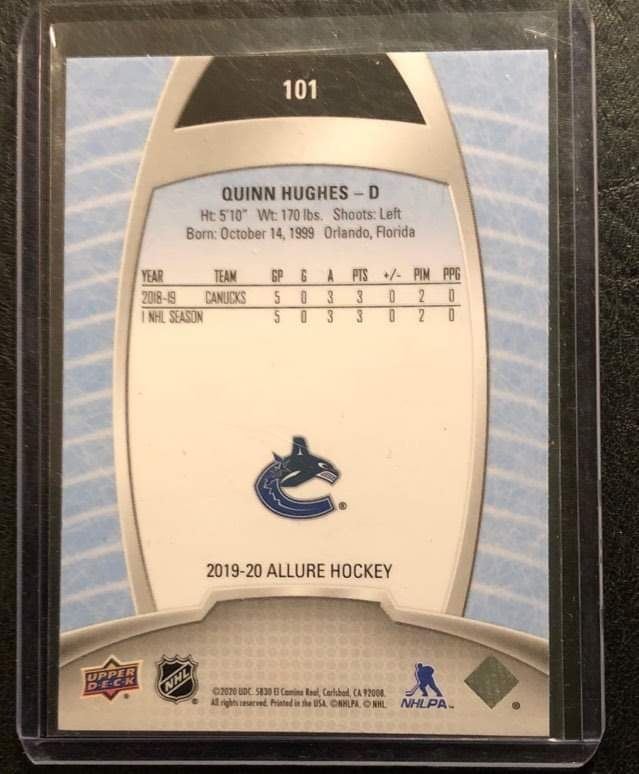 101
QUINN HUGHES – D
Ht: 5'10" Wt: 170 lbs. Shoots: Left
Born: October 14, 1999 Orlando, Florida
YEAR TEAM GP G A PTS +/- PIM PPG
2018-19 CANUCKS 5 0 3 3 0 2 0
1 NHL SEASON 5 0 3 3 0 2 0
®
2019-20 ALLURE HOCKEY
UPPER
D·E·C·K
®
NHL
®
©2020 UDC. 5830 El Camino Real, Carlsbad, CA 92008.
All rights reserved. Printed in the USA. ©NHLPA. © NHL.
NHLPA™
®